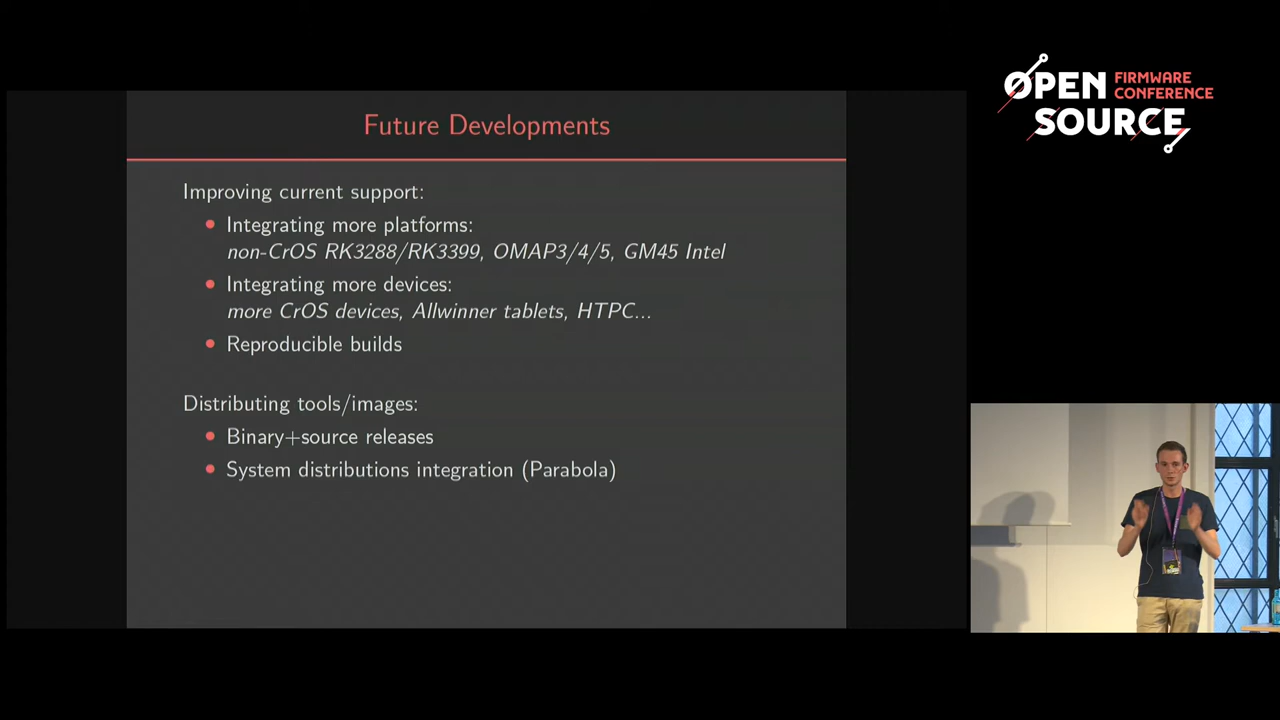 Future Developments
Improving current support:
Integrating more platforms:
non-CrOS RK3288/RK3399, OMAP3/4/5, GM45 Intel
Integrating more devices:
more CrOS devices, Allwinner tablets, HTPC...
Reproducible builds
Distributing tools/images:
Binary+source releases
System distributions integration (Parabola)
OPEN FIRMWARE
CONFERENCE
SOURCE